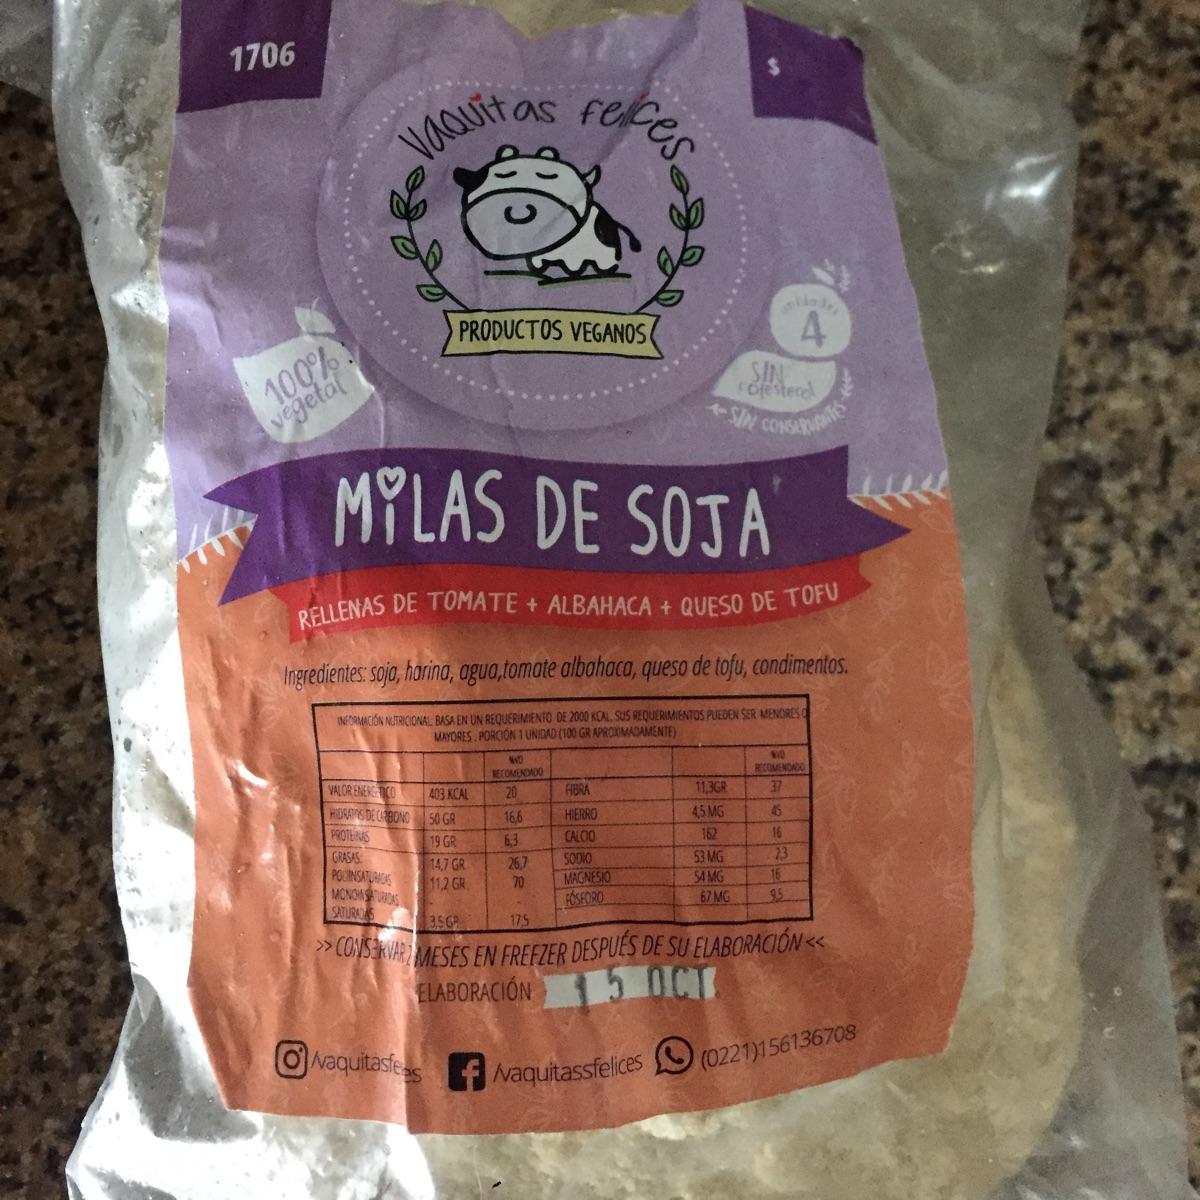 1706
$
vaquitas felices
PRODUCTOS VEGANOS
100%
vegetal
unidades
4
SIN
colesterol
SIN CONSERVANTES
MiLAS DE SOJA
RELLENAS DE TOMATE + ALBAHACA + QUESO DE TOFU
Ingredientes: soja, harina, agua,tomate albahaca, queso de tofu, condimentos.
INFORMACIÓN NUTRICIONAL: BASA EN UN REQUERIMIENTO DE 2000 KCAL, SUS REQUERIMIENTOS PUEDEN SER MENORES O
MAYORES . PORCIÓN 1 UNIDAD (100 GR APROXIMADAMENTE)
%VD RECOMENDADO %VD RECOMENDADO
VALOR ENERGETICO 403 KCAL 20 FIBRA 11,3GR 37
HIDRATOS DE CARBONO 50 GR 16,6 HIERRO 4,5 MG 45
PROTEINAS 19 GR 6,3 CALCIO 162 16
GRASAS: 14,7 GR 26,7 SODIO 53 MG 2,3
POLIINSATURADAS 11,2 GR 70 MAGNESIO 54 MG 16
MONOINSATURADAS - FÓSFORO 67 MG 9,5
SATURADAS 3,5 GR 17,5
>> CONSERVAR 2 MESES EN FREEZER DESPUÉS DE SU ELABORACIÓN <<
ELABORACIÓN 15 OCT
/vaquitasfe es /vaquitassfelices (0221)156136708